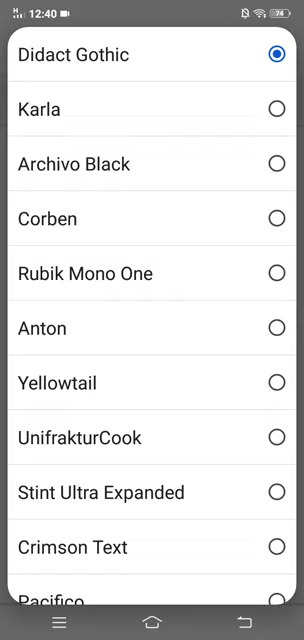 H 12:40 74
Didact Gothic
Karla
Archivo Black
Corben
Rubik Mono One
Anton
Yellowtail
UnifrakturCook
Stint Ultra Expanded
Crimson Text
Pacifico